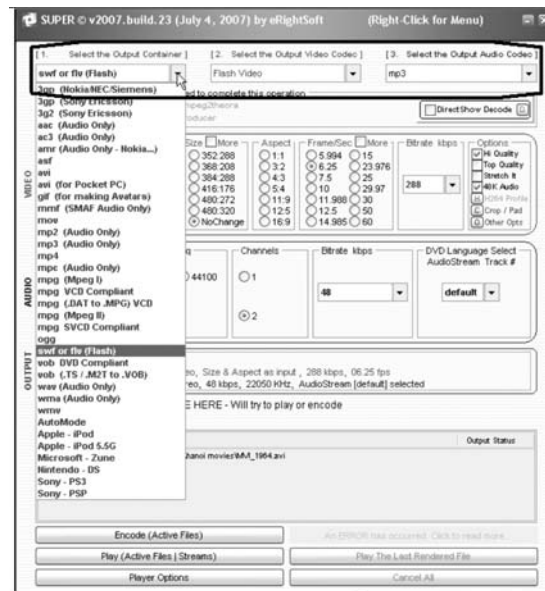 SUPER © v2007.build.23 (July 4, 2007) by eRightSoft (Right-Click for Menu)
[ 1. Select the Output Container ] [ 2. Select the Output Video Codec ] [ 3. Select the Output Audio Codec ]
swf or flv (Flash) Flash Video mp3
3gp (Nokia/NEC/Siemens)
3gp (Sony Ericsson)
3g2 (Sony Ericsson)
aac (Audio Only)
ac3 (Audio Only)
amr (Audio Only - Nokia...)
asf
avi
avi (for Pocket PC)
gif (for making Avatars)
mmf (SMAF Audio Only)
mov
mp2 (Audio Only)
mp3 (Audio Only)
mp4
mpc (Audio Only)
mpg (Mpeg I)
mpg VCD Compliant
mpg (.DAT to .MPG) VCD
mpg (Mpeg II)
mpg SVCD Compliant
ogg
swf or flv (Flash)
vob DVD Compliant
vob (.TS / .M2T to .VOB)
wav (Audio Only)
wma (Audio Only)
wmv
AutoMode
Apple - iPod
Apple - iPod 5.5G
Microsoft - Zune
Nintendo - DS
Sony - PS3
Sony - PSP
ed to complete this operation
mpeg2theora
oducer
DirectShow Decode D
VIDEO
Size More
352:288
368:208
384:288
416:176
480:272
480:320
NoChange
Aspect
1:1
3:2
4:3
5:4
11:9
12:5
16:9
Frame/Sec More
5.994 15
6.25 23.976
7.5 25
10 29.97
11.988 30
12.5 50
14.985 60
Bitrate kbps
288
Options
Hi Quality
Top Quality
Stretch It
48K Audio
H264 Profile
Crop / Pad
Other Opts
AUDIO
q
44100
Channels
1
2
Bitrate kbps
48
DVD Language Select
AudioStream Track #
default
OUTPUT
eo, Size & Aspect as input , 288 kbps, 06.25 fps
reo, 48 kbps, 22050 KHz, AudioStream [default] selected
E HERE - Will try to play or encode
Output Status
hanoi movies\MVI_1964.avi
Encode (Active Files) An ERROR has occurred. Click to read more...
Play (Active Files | Streams) Play The Last Rendered File
Player Options Cancel All